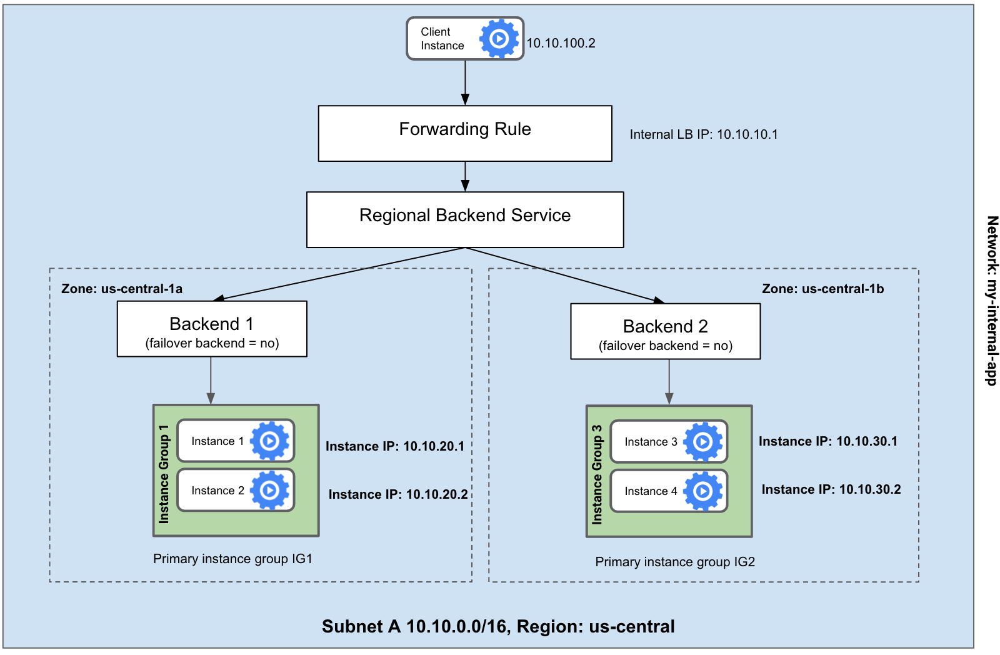 Client
Instance
10.10.100.2
Forwarding Rule
Internal LB IP: 10.10.10.1
Regional Backend Service
Network: my-internal-app
Zone: us-central-1a
Backend 1
(failover backend = no)
Instance Group 1
Instance 1
Instance IP: 10.10.20.1
Instance 2
Instance IP: 10.10.20.2
Primary instance group IG1
Zone: us-central-1b
Backend 2
(failover backend = no)
Instance Group 3
Instance 3
Instance IP: 10.10.30.1
Instance 4
Instance IP: 10.10.30.2
Primary instance group IG2
Subnet A 10.10.0.0/16, Region: us-central